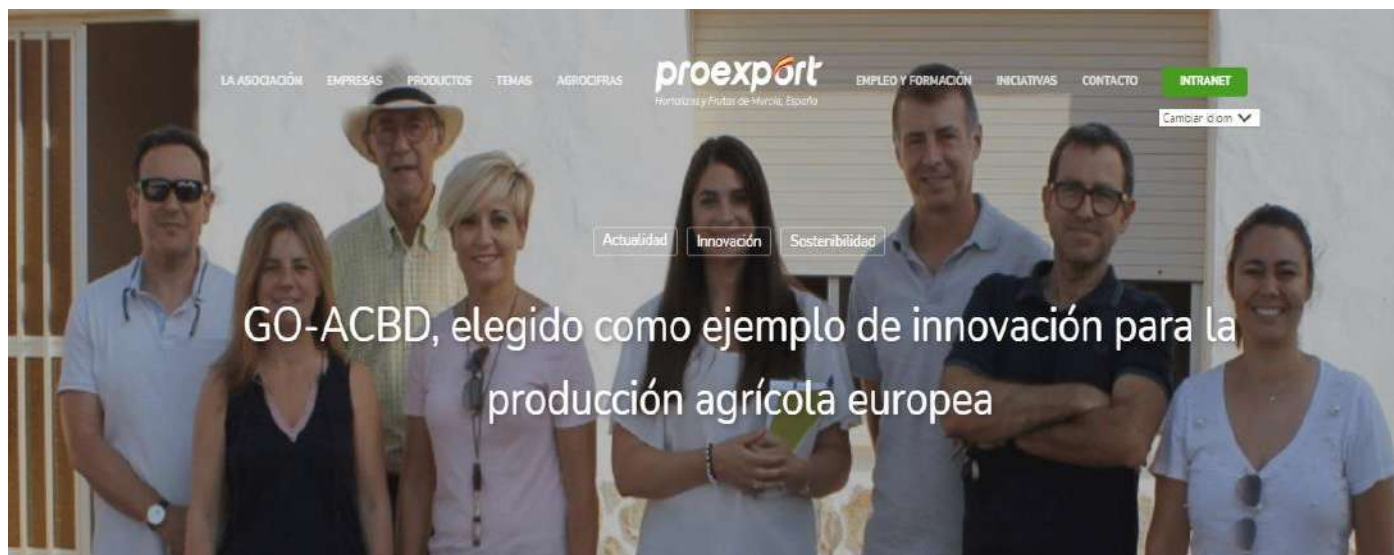 LA ASOCIACIÓN EMPRESAS PRODUCTOS TEMAS AGROCIFRAS proexport EMPLEO Y FORMACIÓN INICIATIVAS CONTACTO INTRANET
Hortalizas y Frutas de Murcia, España
Cambiar idiom
Actualidad Innovación Sostenibilidad
GO-ACBD, elegido como ejemplo de innovación para la
producción agrícola europea